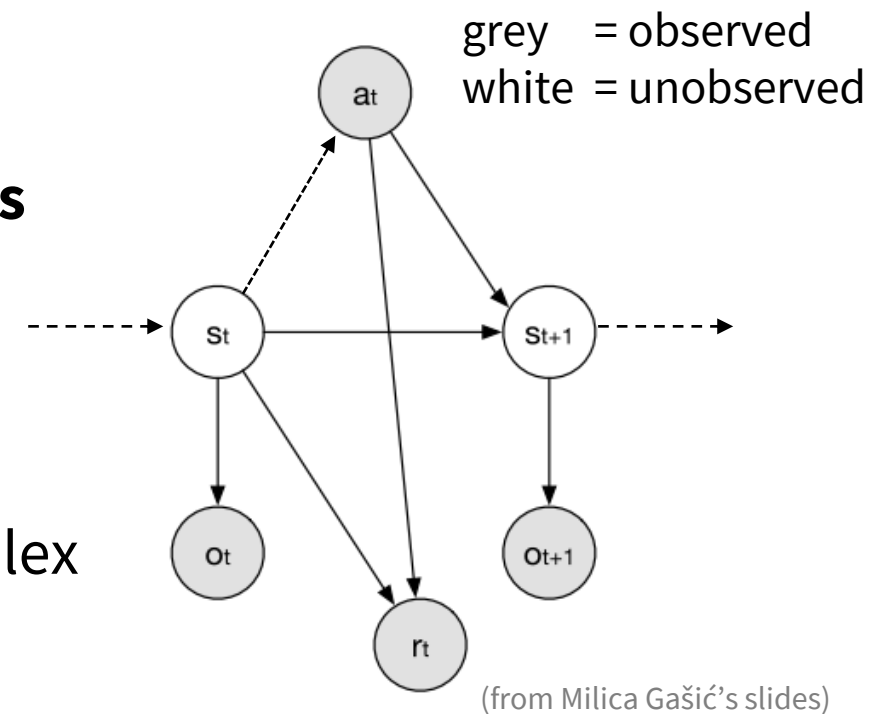 grey = observed
white = unobserved
at
s
st
st+1
lex
ot
ot+1
rt
(from Milica Gašić’s slides)